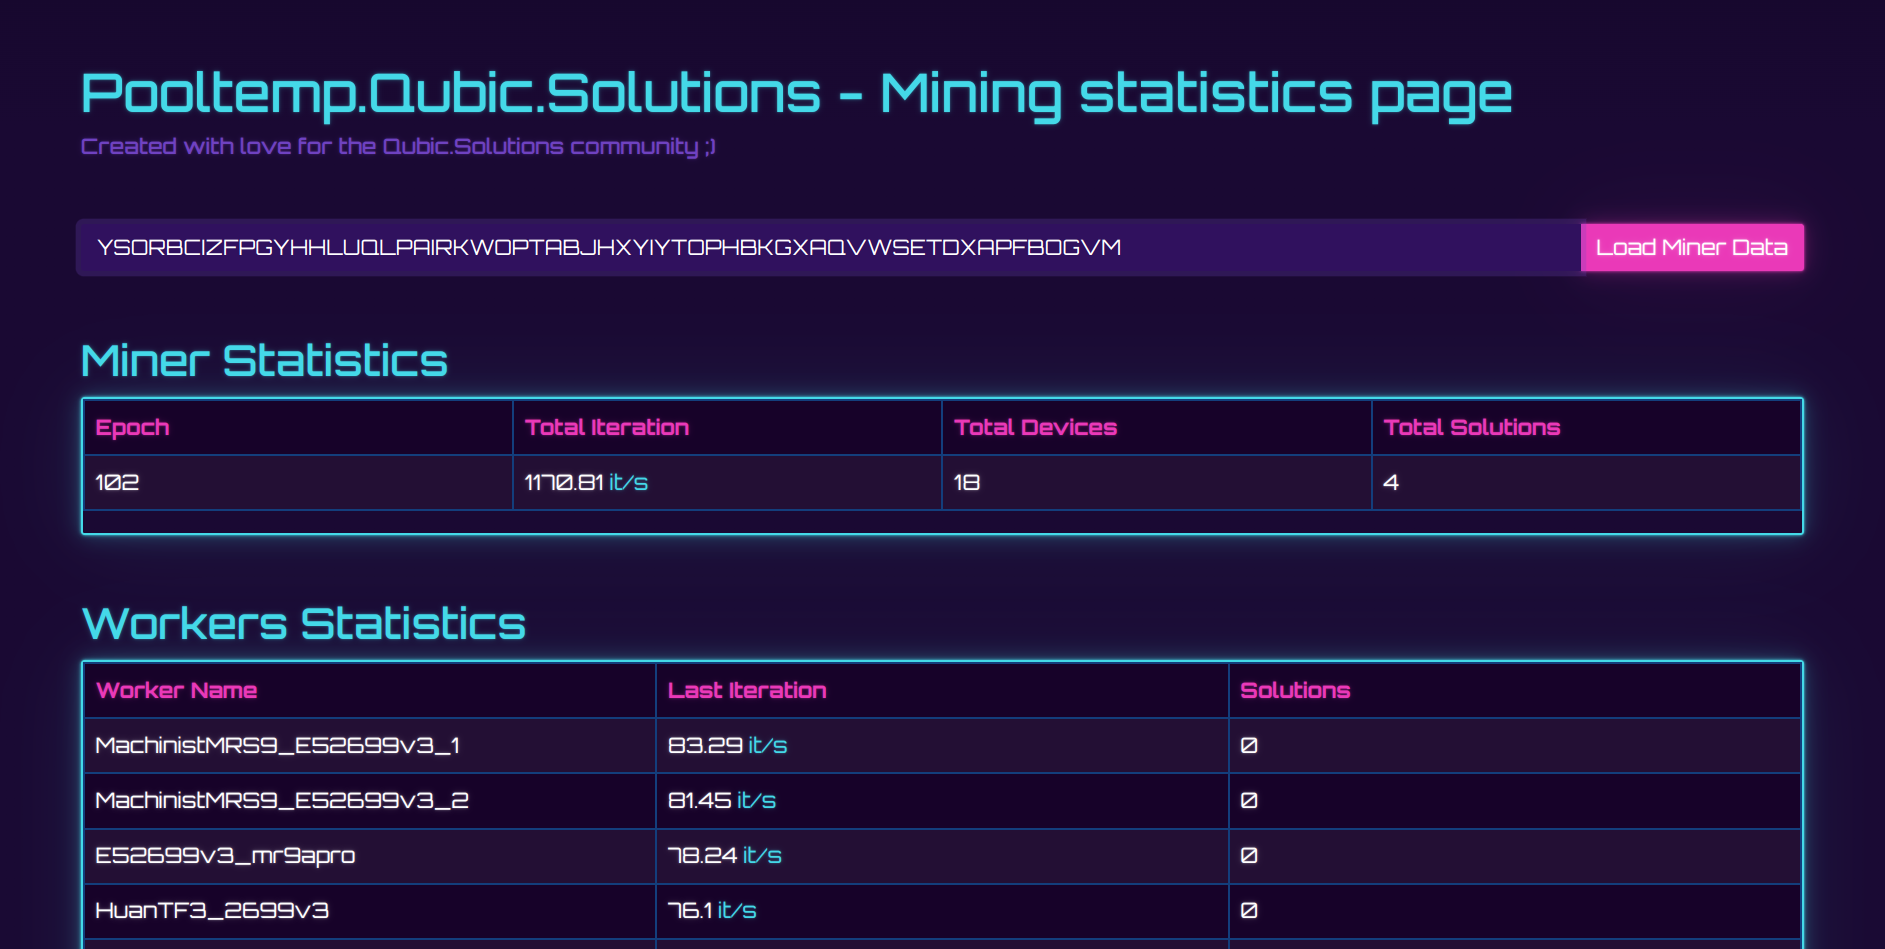 Pooltemp.Qubic.Solutions - Mining statistics page
Created with love for the Qubic.Solutions community ;)
YSORBCIZFPGYHHLUQLPAIRKWOPTABJHXYIYTOPHBKGXAQVWSETDXAPFBOGVM Load Miner Data
Miner Statistics
Epoch Total Iteration Total Devices Total Solutions
102 1170.81 it/s 18 4
Workers Statistics
Worker Name Last Iteration Solutions
MachinistMRS9_E52699v3_1 83.29 it/s 0
MachinistMRS9_E52699v3_2 81.45 it/s 0
E52699v3_mr9apro 78.24 it/s 0
HuanTF3_2699v3 76.1 it/s 0